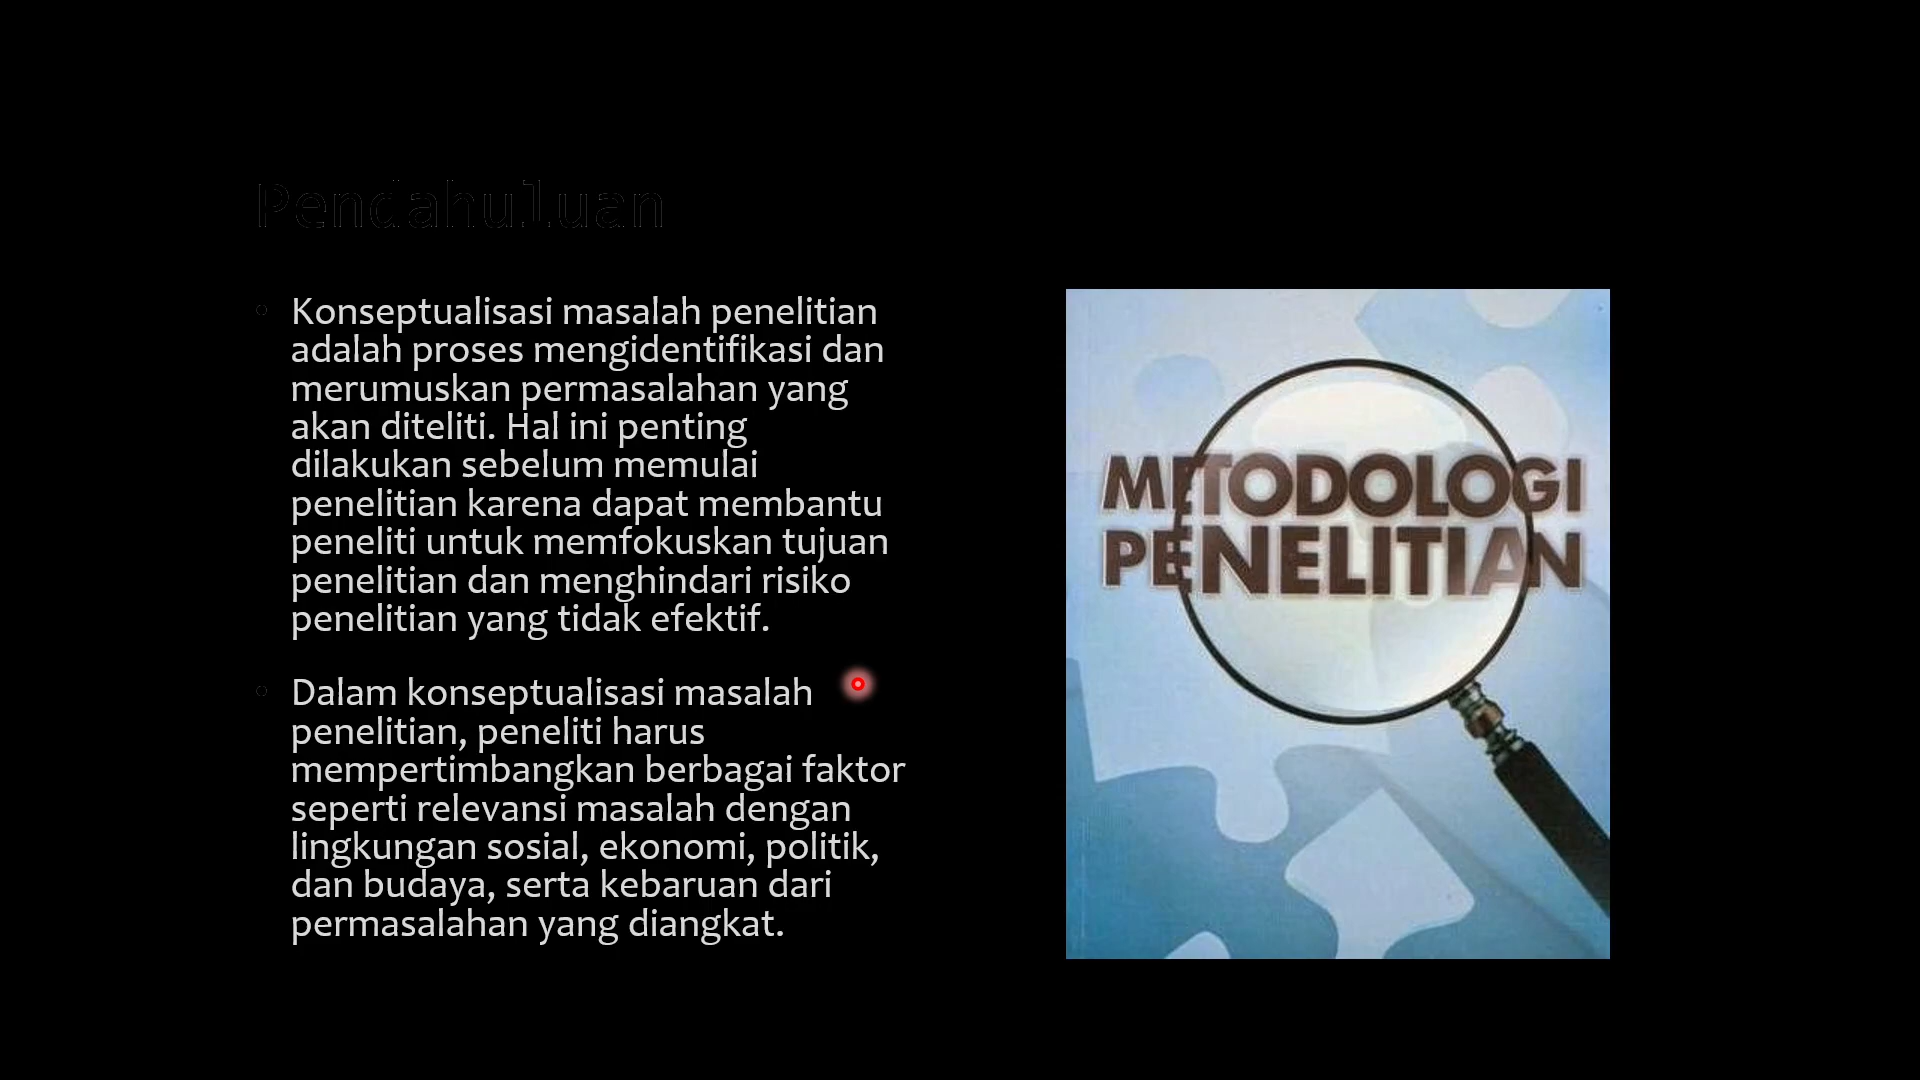 Pendahuluan
Konseptualisasi masalah penelitian
adalah proses mengidentifikasi dan
merumuskan permasalahan yang
akan diteliti. Hal ini penting
dilakukan sebelum memulai
penelitian karena dapat membantu
peneliti untuk memfokuskan tujuan
penelitian dan menghindari risiko
penelitian yang tidak efektif.
Dalam konseptualisasi masalah
penelitian, peneliti harus
mempertimbangkan berbagai faktor
seperti relevansi masalah dengan
lingkungan sosial, ekonomi, politik,
dan budaya, serta kebaruan dari
permasalahan yang diangkat.
METODOLOGI
PENELITIAN